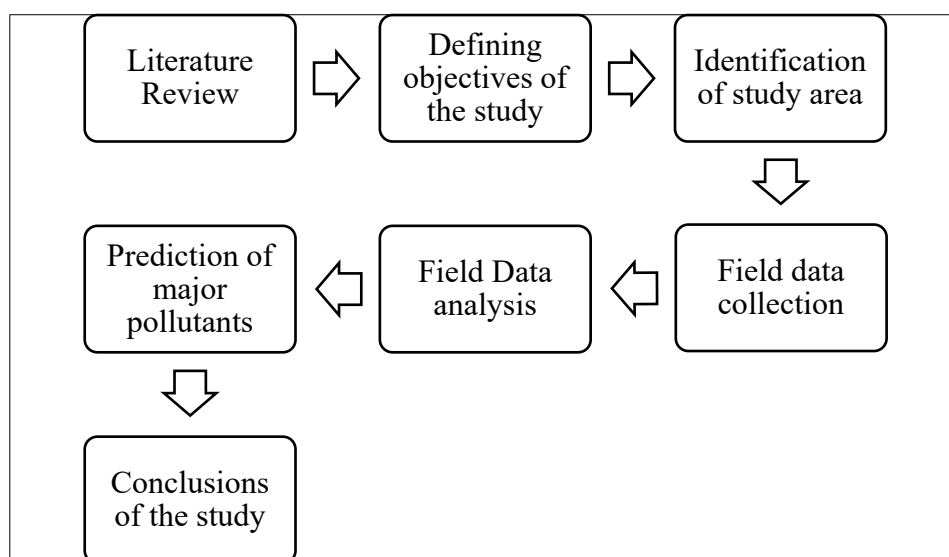 Literature
Review
Defining
objectives of
the study
Identification
of study area
Field data
collection
Field Data
analysis
Prediction of
major
pollutants
Conclusions
of the study